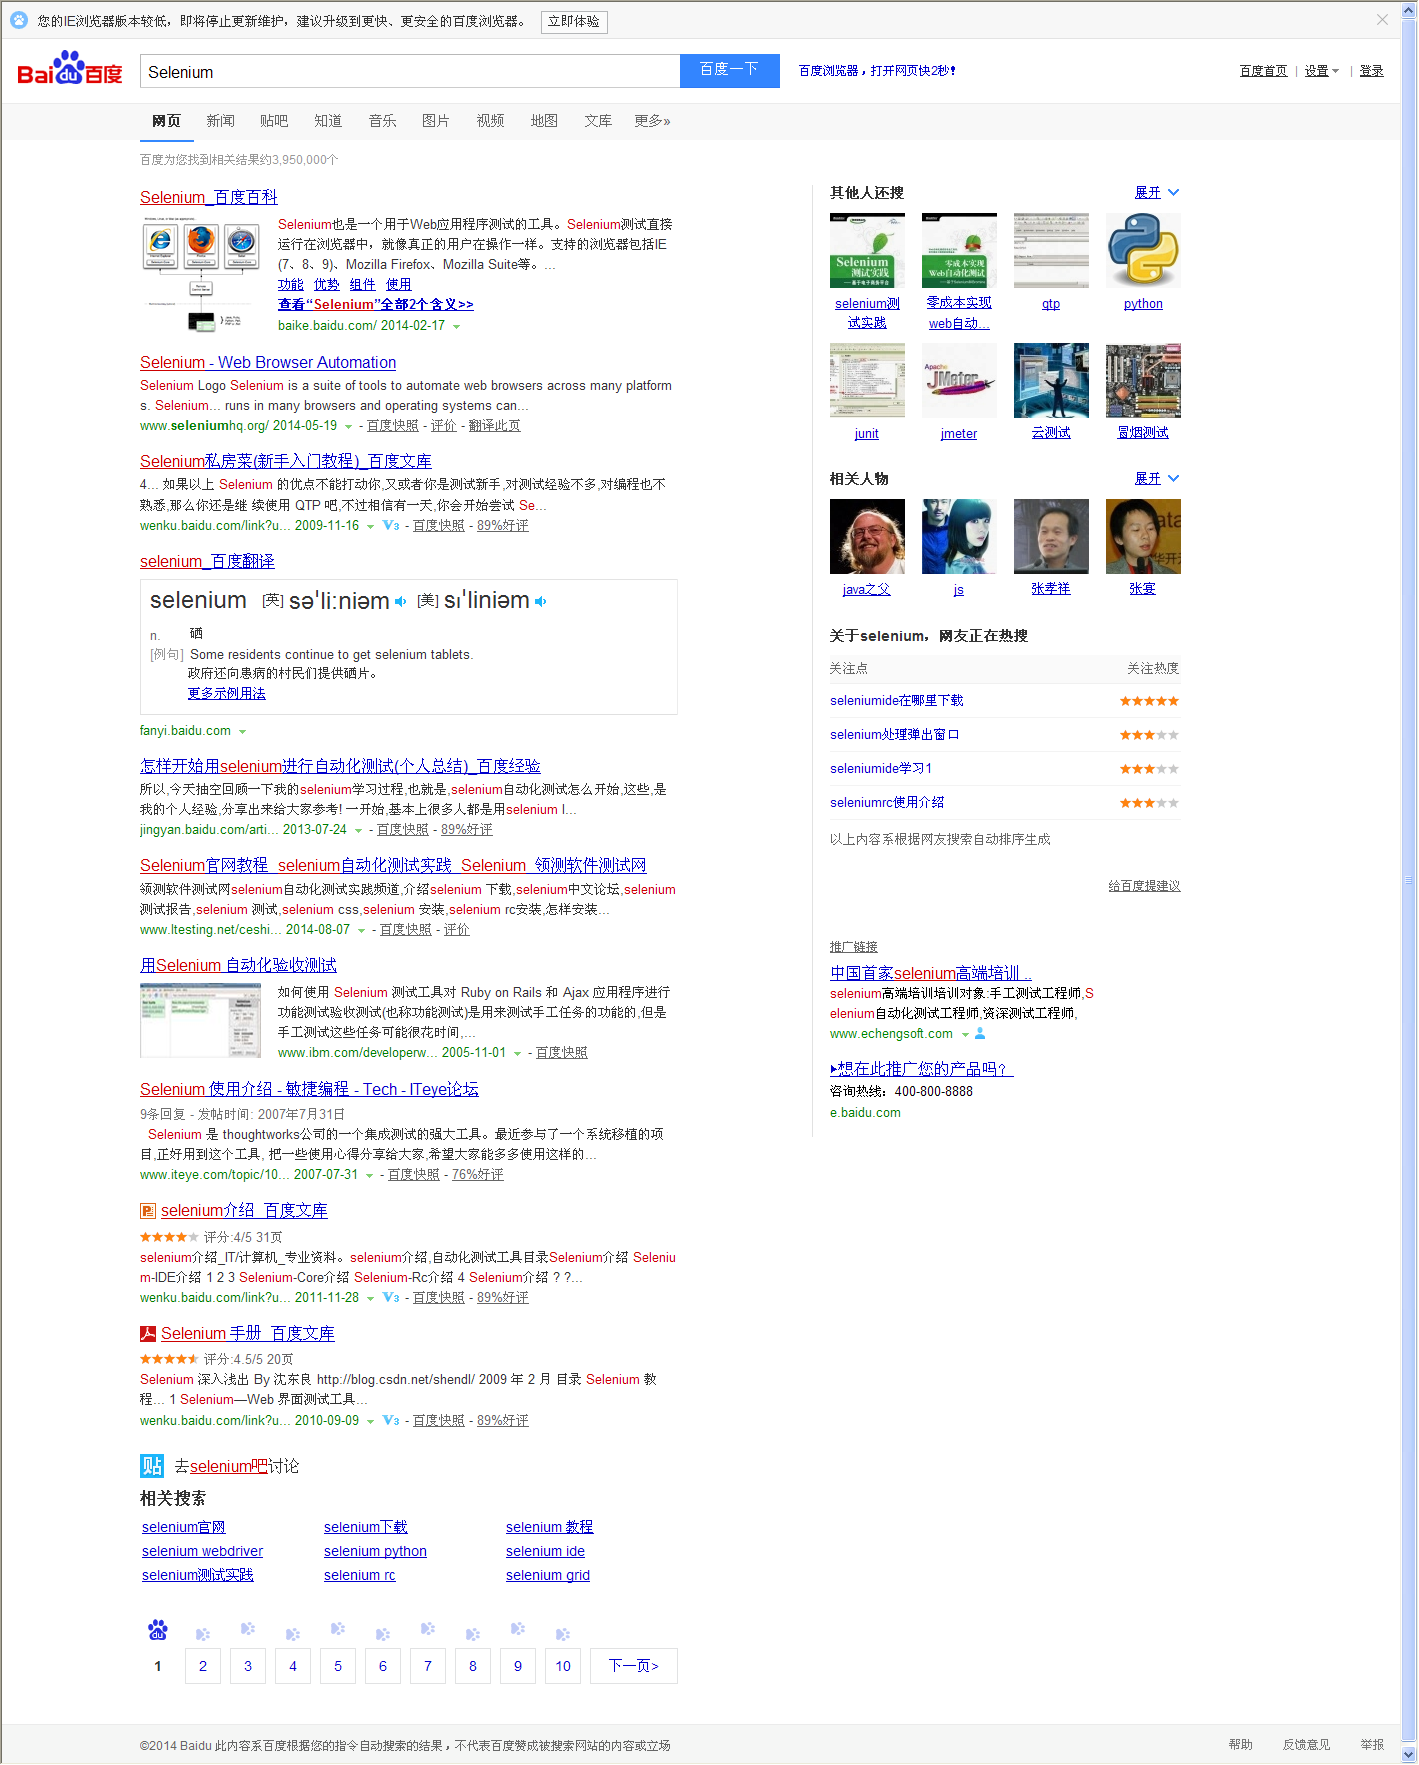 您的IE浏览器版本较低，即将停止更新维护，建议升级到更快、更安全的百度浏览器。 立即体验
Bai du 百度
Selenium 百度一下 百度浏览器，打开网页快2秒！ 百度首页 | 设置 | 登录
网页 新闻 贴吧 知道 音乐 图片 视频 地图 文库 更多»
百度为您找到相关结果约3,950,000个
Selenium_百度百科
Selenium也是一个用于Web应用程序测试的工具。Selenium测试直接
运行在浏览器中，就像真正的用户在操作一样。支持的浏览器包括IE
(7、8、9)、Mozilla Firefox、Mozilla Suite等。...
功能 优势 组件 使用
查看“Selenium”全部2个含义>>
baike.baidu.com/ 2014-02-17
Selenium - Web Browser Automation
Selenium Logo Selenium is a suite of tools to automate web browsers across many platform
s. Selenium... runs in many browsers and operating systems can...
www.seleniumhq.org/ 2014-05-19 - 百度快照 - 评价 - 翻译此页
Selenium私房菜(新手入门教程)_百度文库
4... 如果以上 Selenium 的优点不能打动你,又或者你是测试新手,对测试经验不多,对编程也不
熟悉,那么你还是继 续使用 QTP 吧,不过相信有一天,你会开始尝试 Se...
wenku.baidu.com/link?u... 2009-11-16 V3 - 百度快照 - 89%好评
selenium_百度翻译
selenium [英] sə'li:niəm [美] sɪ'liniəm
n. 硒
[例句] Some residents continue to get selenium tablets.
政府还向患病的村民们提供硒片。
更多示例用法
fanyi.baidu.com
怎样开始用selenium进行自动化测试(个人总结)_百度经验
所以,今天抽空回顾一下我的selenium学习过程,也就是,selenium自动化测试怎么开始,这些,是
我的个人经验,分享出来给大家参考! 一开始,基本上很多人都是用selenium I...
jingyan.baidu.com/arti... 2013-07-24 - 百度快照 - 89%好评
Selenium官网教程_selenium自动化测试实践_Selenium_领测软件测试网
领测软件测试网selenium自动化测试实践频道,介绍selenium 下载,selenium中文论坛,selenium
测试报告,selenium 测试,selenium css,selenium 安装,selenium rc安装,怎样安装...
www.ltesting.net/ceshi... 2014-08-07 - 百度快照 - 评价
用Selenium 自动化验收测试
如何使用 Selenium 测试工具对 Ruby on Rails 和 Ajax 应用程序进行
功能测试验收测试(也称功能测试)是用来测试手工任务的功能的,但是
手工测试这些任务可能很花时间,...
www.ibm.com/developerw... 2005-11-01 - 百度快照
Selenium 使用介绍 - 敏捷编程 - Tech - ITeye论坛
9条回复 - 发帖时间: 2007年7月31日
Selenium 是 thoughtworks公司的一个集成测试的强大工具。最近参与了一个系统移植的项
目,正好用到这个工具, 把一些使用心得分享给大家,希望大家能多多使用这样的...
www.iteye.com/topic/10... 2007-07-31 - 百度快照 - 76%好评
selenium介绍_百度文库
评分:4/5 31页
selenium介绍_IT/计算机_专业资料。selenium介绍,自动化测试工具目录Selenium介绍 Seleniu
m-IDE介绍 1 2 3 Selenium-Core介绍 Selenium-Rc介绍 4 Selenium介绍 ? ?...
wenku.baidu.com/link?u... 2011-11-28 V3 - 百度快照 - 89%好评
Selenium 手册_百度文库
评分:4.5/5 20页
Selenium 深入浅出 By 沈东良 http://blog.csdn.net/shendl/ 2009 年 2 月 目录 Selenium 教
程... 1 Selenium—Web 界面测试工具...
wenku.baidu.com/link?u... 2010-09-09 V3 - 百度快照 - 89%好评
贴 去selenium吧讨论
相关搜索
selenium官网 selenium下载 selenium 教程
selenium webdriver selenium python selenium ide
selenium测试实践 selenium rc selenium grid
du
1 2 3 4 5 6 7 8 9 10 下一页>
其他人还搜 展开
Selenium
测试实践
零成本实现
Web自动化测试
selenium测
试实践
零成本实现
web自动...
qtp
python
Apache
JMeter
junit
jmeter
云测试
冒烟测试
相关人物 展开
java之父
js
张孝祥
张宴
关于selenium，网友正在热搜
关注点 关注热度
seleniumide在哪里下载
selenium处理弹出窗口
seleniumide学习1
seleniumrc使用介绍
以上内容系根据网友搜索自动排序生成
给百度提建议
推广链接
中国首家selenium高端培训 ..
selenium高端培训培训对象:手工测试工程师,S
elenium自动化测试工程师,资深测试工程师,
www.echengsoft.com
想在此推广您的产品吗？
咨询热线：400-800-8888
e.baidu.com
©2014 Baidu 此内容系百度根据您的指令自动搜索的结果，不代表百度赞成被搜索网站的内容或立场 帮助 反馈意见 举报